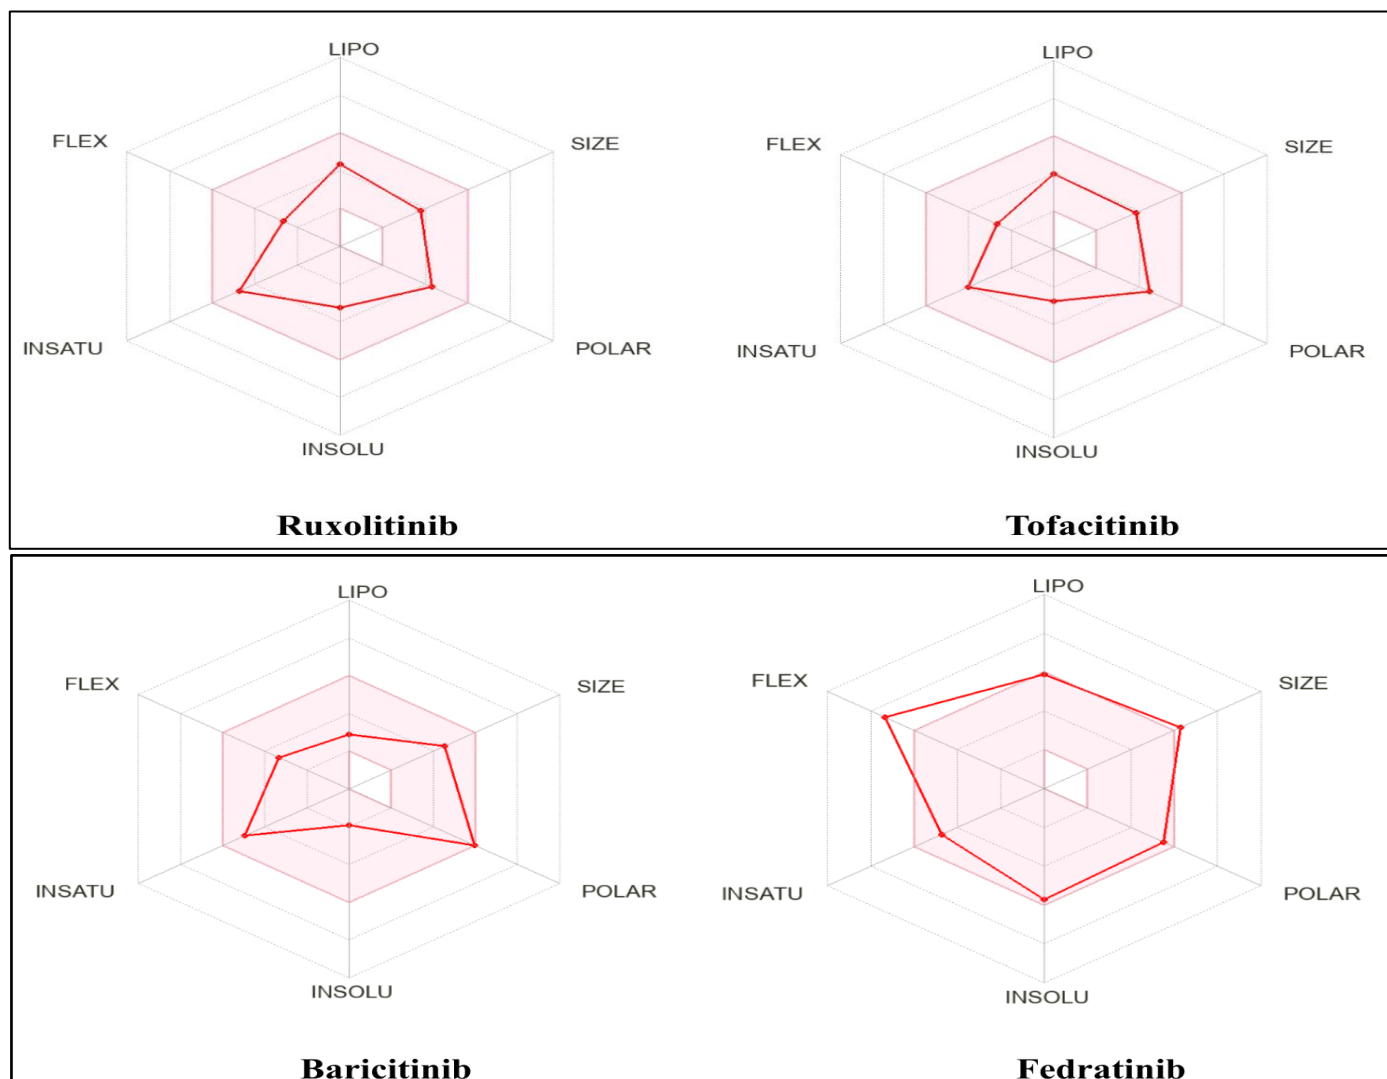 LIPO
FLEX
SIZE
INSATU
POLAR
INSOLU
Ruxolitinib
LIPO
FLEX
SIZE
INSATU
POLAR
INSOLU
Tofacitinib
LIPO
FLEX
SIZE
INSATU
POLAR
INSOLU
Baricitinib
LIPO
FLEX
SIZE
INSATU
POLAR
INSOLU
Fedratinib